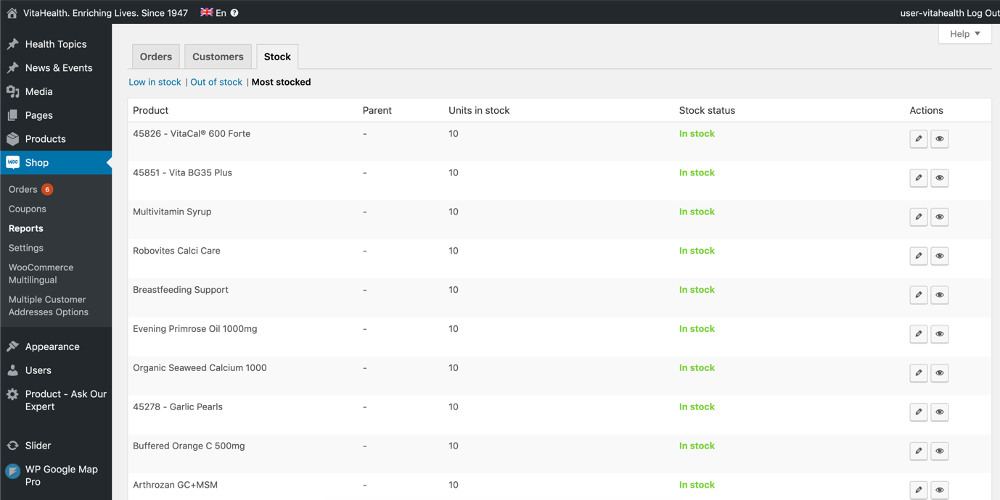 VitaHealth. Enriching Lives. Since 1947 En ? user-vitahealth Log Out
Help ▼
Health Topics
News & Events
Media
Pages
Products
Woo Shop
Orders 6
Coupons
Reports
Settings
WooCommerce
Multilingual
Multiple Customer
Addresses Options
Appearance
Users
Product - Ask Our
Expert
Slider
WP Google Map
Pro
Orders Customers Stock
Low in stock | Out of stock | Most stocked
Product Parent Units in stock Stock status Actions
45826 - VitaCal® 600 Forte - 10 In stock
45851 - Vita BG35 Plus - 10 In stock
Multivitamin Syrup - 10 In stock
Robovites Calci Care - 10 In stock
Breastfeeding Support - 10 In stock
Evening Primrose Oil 1000mg - 10 In stock
Organic Seaweed Calcium 1000 - 10 In stock
45278 - Garlic Pearls - 10 In stock
Buffered Orange C 500mg - 10 In stock
Arthrozan GC+MSM - 10 In stock